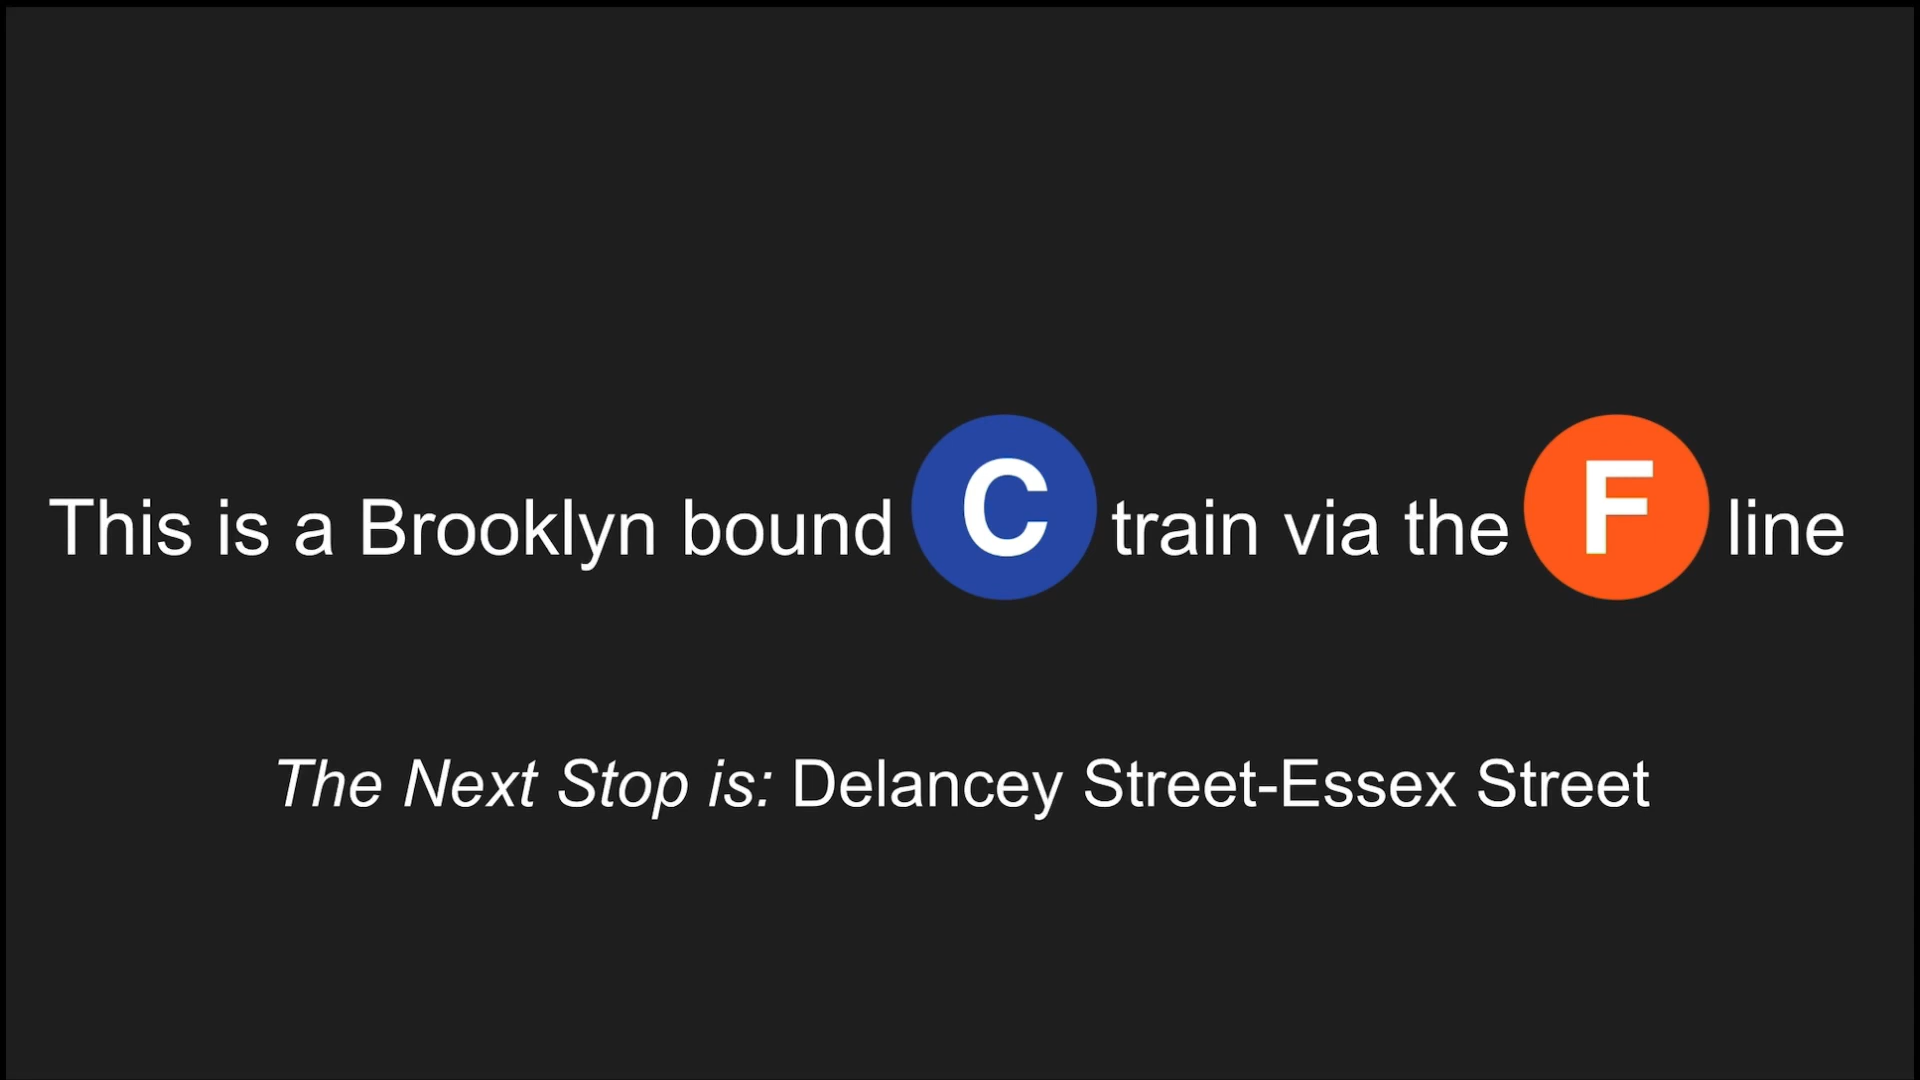 This is a Brooklyn bound C train via the F line
The Next Stop is: Delancey Street-Essex Street